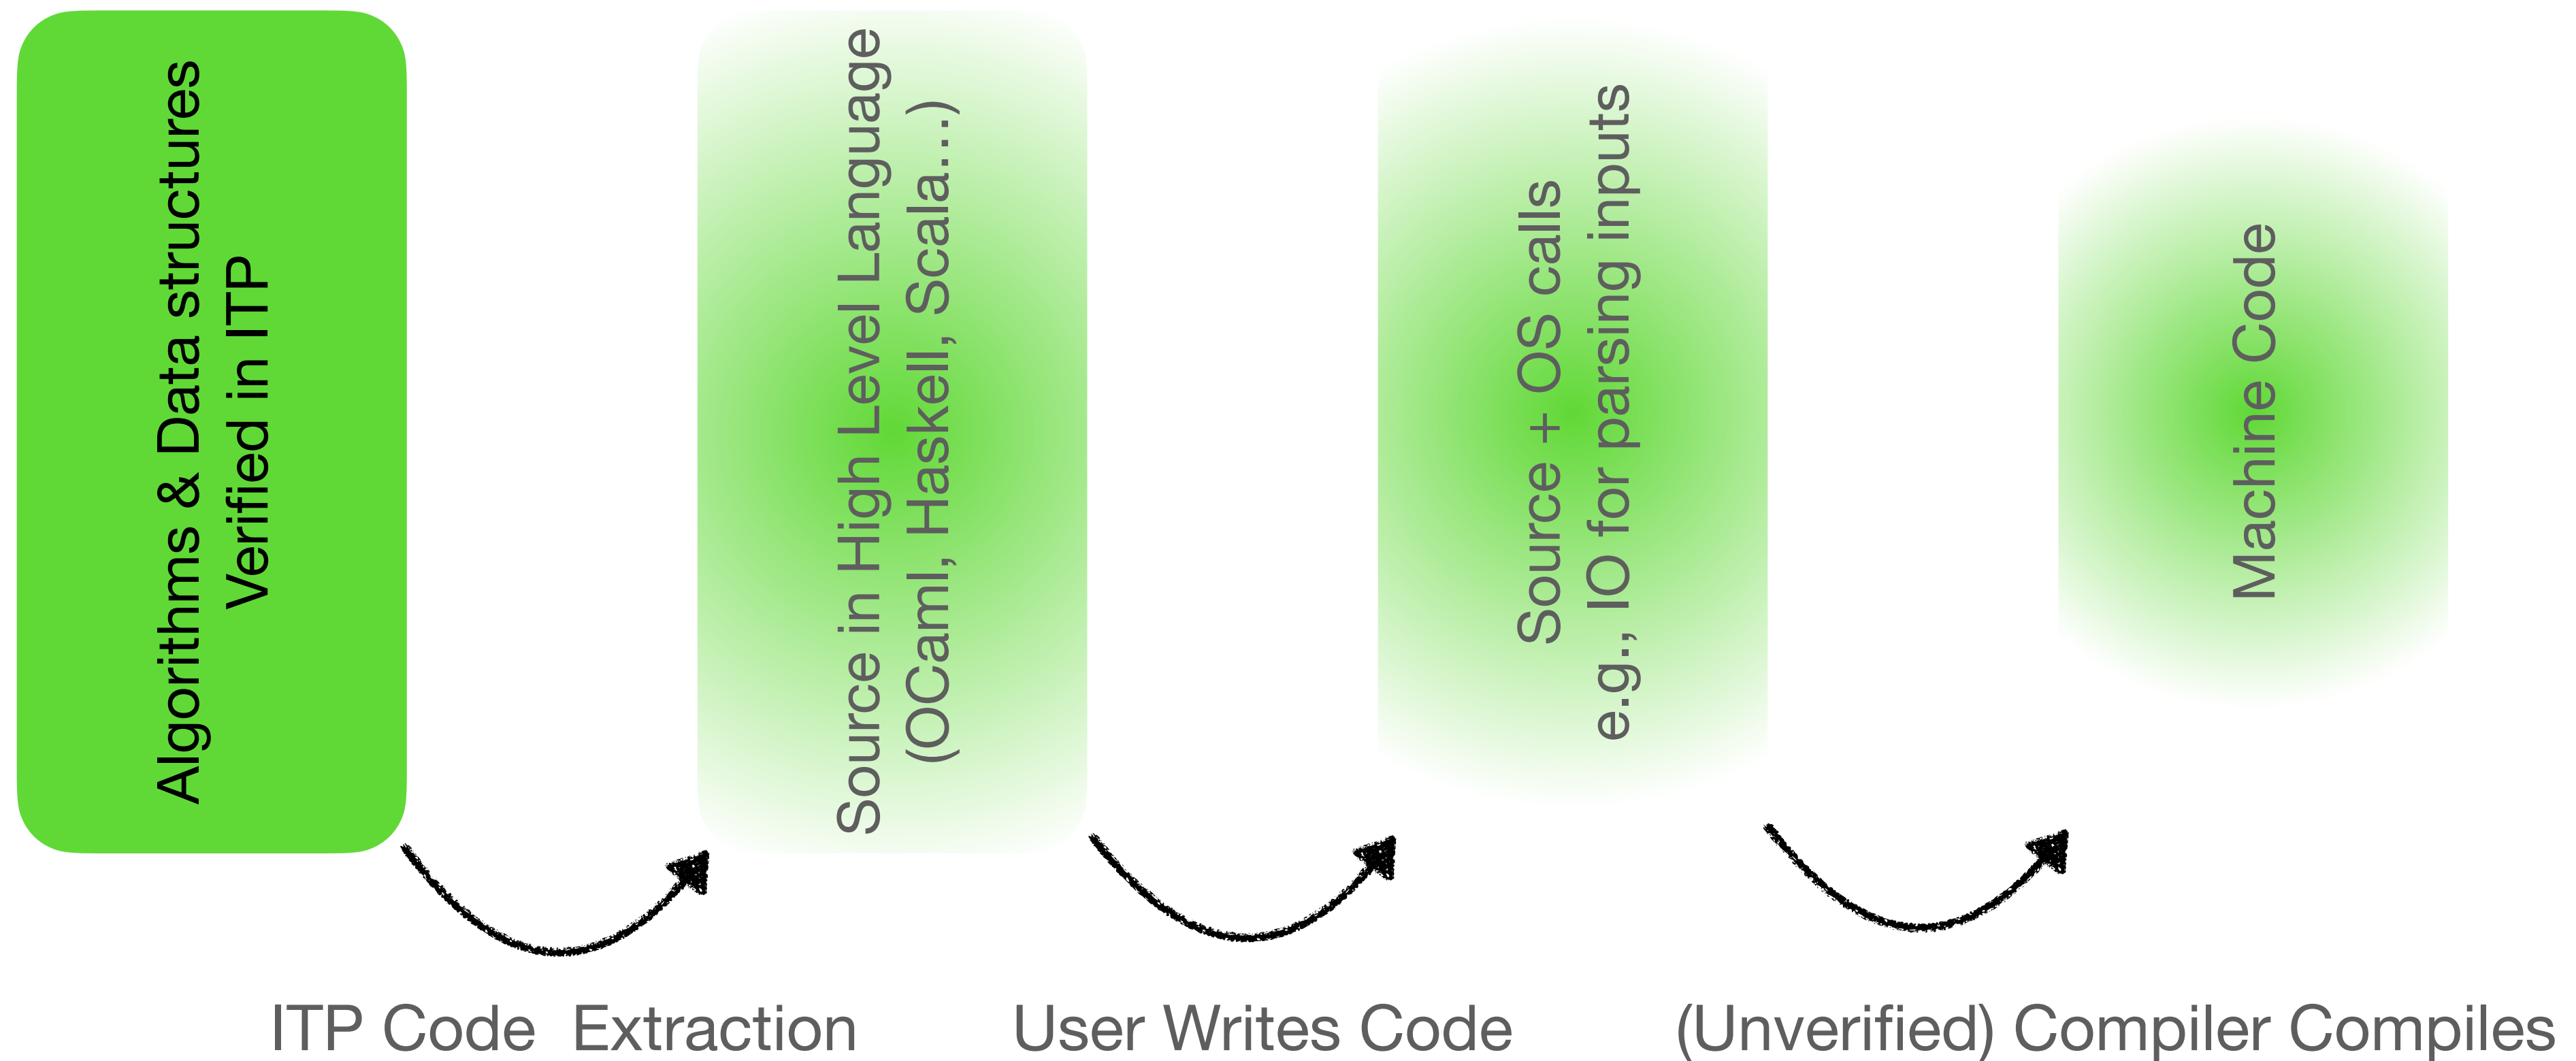 Algorithms & Data structures
Verified in ITP
Source in High Level Language
(OCaml, Haskell, Scala…)
Source + OS calls
e.g., IO for parsing inputs
Machine Code
ITP Code  Extraction
User Writes Code
(Unverified) Compiler Compiles